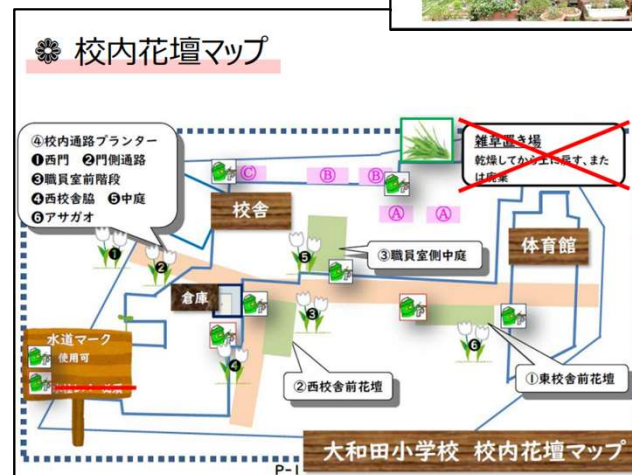 校内花壇マップ
④校内通路プランター
❶西門 ❷門側通路
❸職員室前階段
❹西校舎脇 ❺中庭
❻アサガオ
雑草置き場
乾燥してから土に戻す、また
は廃棄
Ⓒ
Ⓑ
Ⓑ
Ⓐ
Ⓐ
校舎
体育館
③職員室側中庭
❶
❷
❺
倉庫
❸
❹
❻
水道マーク
使用可
②西校舎前花壇
①東校舎前花壇
大和田小学校 校内花壇マップ
P-1